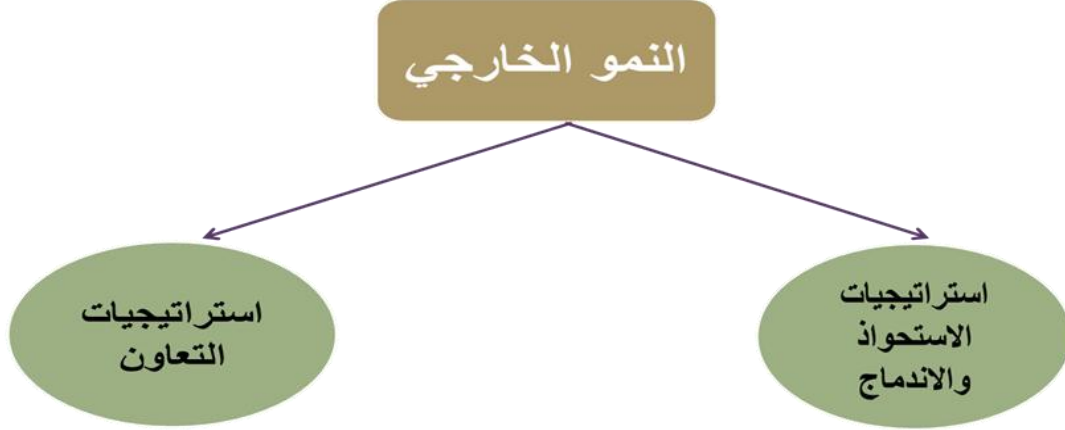 النمو الخارجي
استراتيجيات
الاستحواذ
والاندماج
استراتيجيات
التعاون